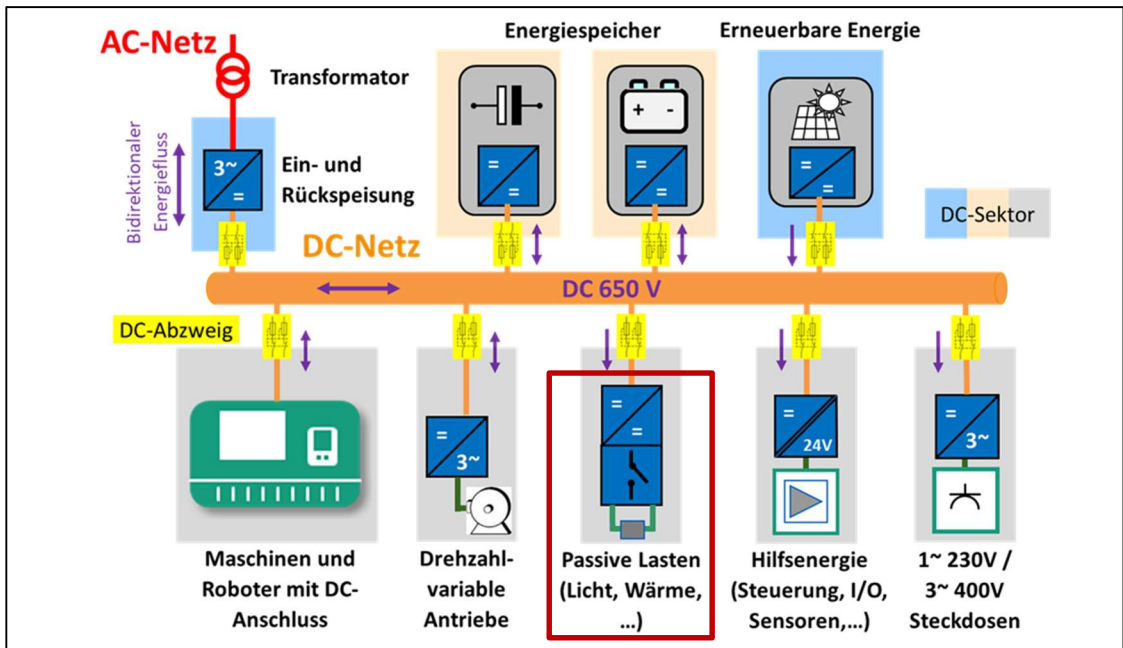 AC-Netz
Transformator
Energiespeicher
Erneuerbare Energie
Bidirektionaler
Energiefluss
3~
=
Ein- und
Rückspeisung
+ -
=
=
=
=
=
=
DC-Sektor
DC-Netz
DC 650 V
DC-Abzweig
=
3~
=
=
=
24V
=
3~
Maschinen und
Roboter mit DC-
Anschluss
Drehzahl-
variable
Antriebe
Passive Lasten
(Licht, Wärme,
...)
Hilfsenergie
(Steuerung, I/O,
Sensoren,...)
1~ 230V /
3~ 400V
Steckdosen